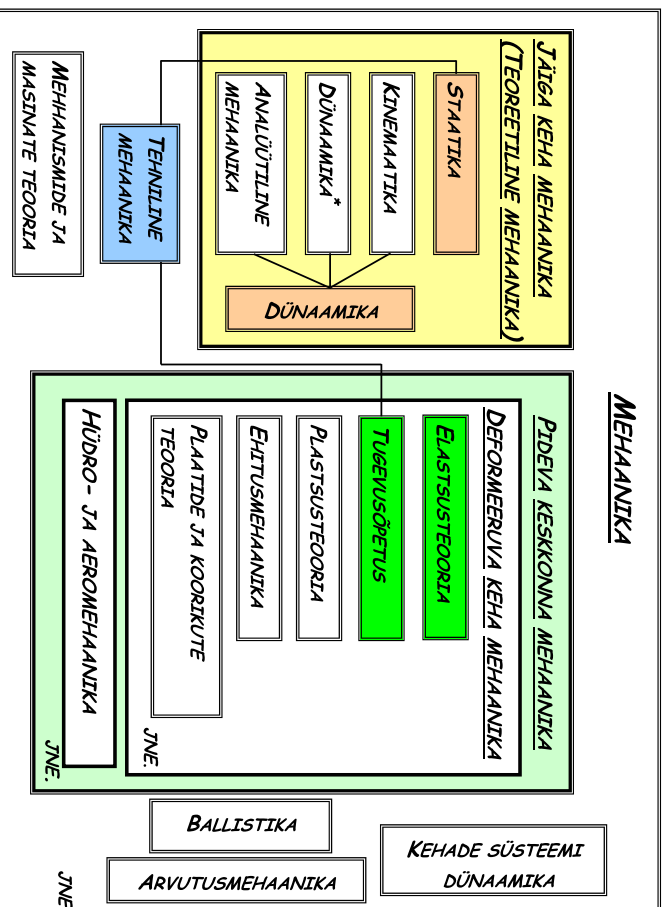 MEHAANIKA
JÄIGA KEHA MEHAANIKA
(TEOREETILINE MEHAANIKA)
STAATIKA
KINEMAATIKA
DÜNAAMIKA*
ANALÜÜTILINE
MEHAANIKA
DÜNAAMIKA
TEHNILINE
MEHAANIKA
MEHHANISMIDE JA
MASINATE TEOORIA
PIDEVA KESKKONNA MEHAANIKA
DEFORMEERUVA KEHA MEHAANIKA
ELASTSUSTEOORIA
TUGEVUSÕPETUS
PLASTSUSTEOORIA
EHITUSMEHAANIKA
PLAATIDE JA KOORIKUTE
TEOORIA
JNE.
HÜDRO- JA AEROMEHAANIKA
JNE.
KEHADE SÜSTEEMI
DÜNAAMIKA
BALLISTIKA
ARVUTUSMEHAANIKA
JNE